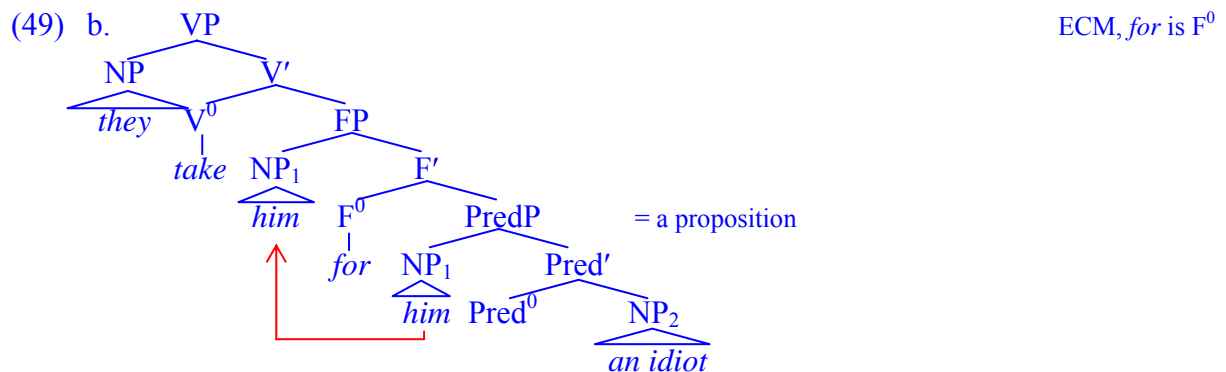 (49) b. VP ECM, for is F⁰
NP V′
they V⁰ FP
take NP₁ F′
him F⁰ PredP = a proposition
for NP₁ Pred′
him Pred⁰ NP₂
an idiot